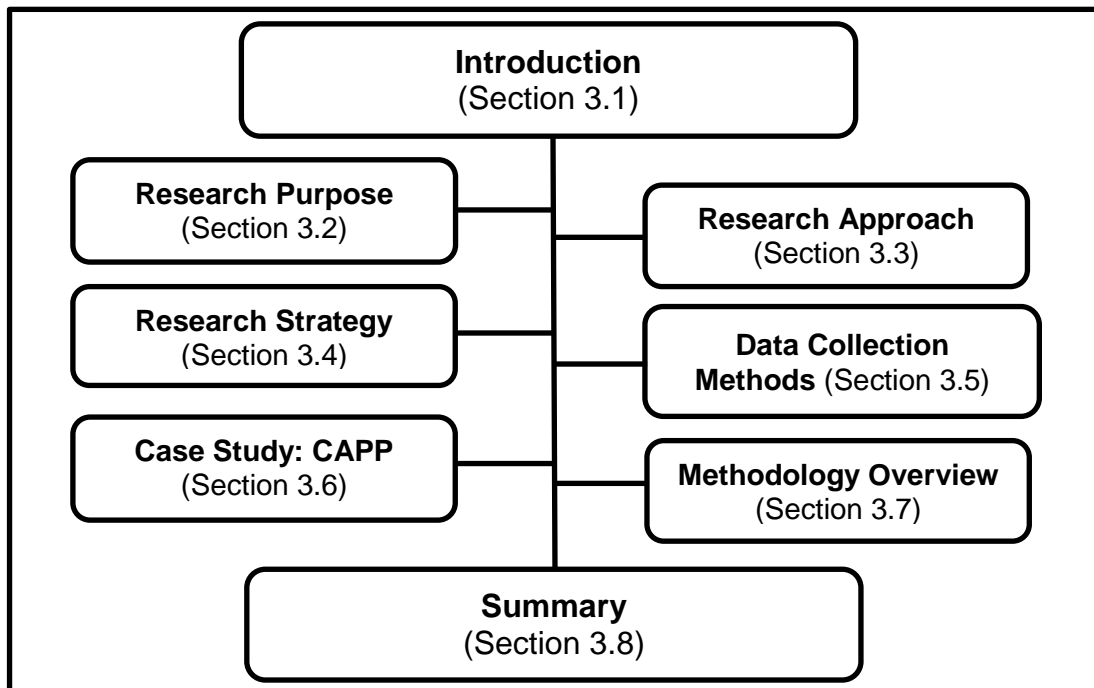 Introduction
(Section 3.1)
Research Purpose
(Section 3.2)
Research Approach
(Section 3.3)
Research Strategy
(Section 3.4)
Data Collection
Methods (Section 3.5)
Case Study: CAPP
(Section 3.6)
Methodology Overview
(Section 3.7)
Summary
(Section 3.8)